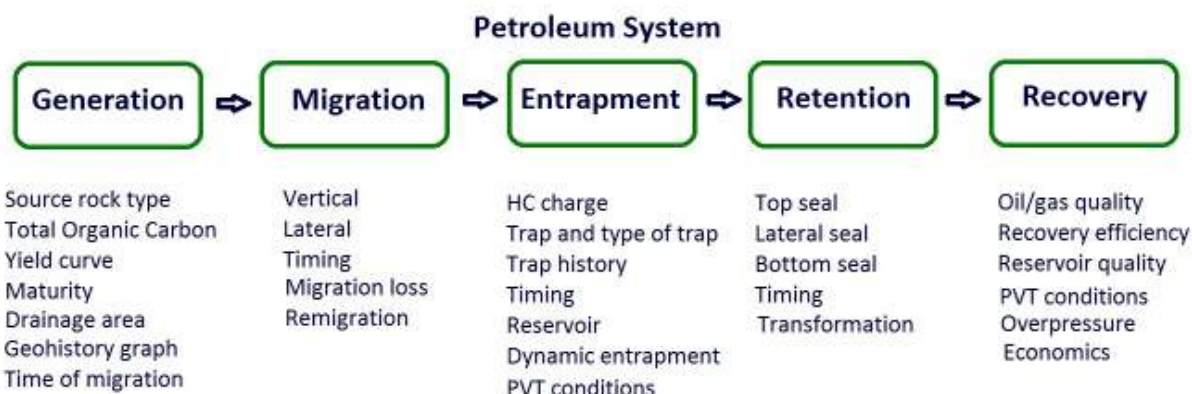 Petroleum System
Generation
Migration
Entrapment
Retention
Recovery
Source rock type
Total Organic Carbon
Yield curve
Maturity
Drainage area
Geohistory graph
Time of migration
Vertical
Lateral
Timing
Migration loss
Remigration
HC charge
Trap and type of trap
Trap history
Timing
Reservoir
Dynamic entrapment
PVT conditions
Top seal
Lateral seal
Bottom seal
Timing
Transformation
Oil/gas quality
Recovery efficiency
Reservoir quality
PVT conditions
Overpressure
Economics